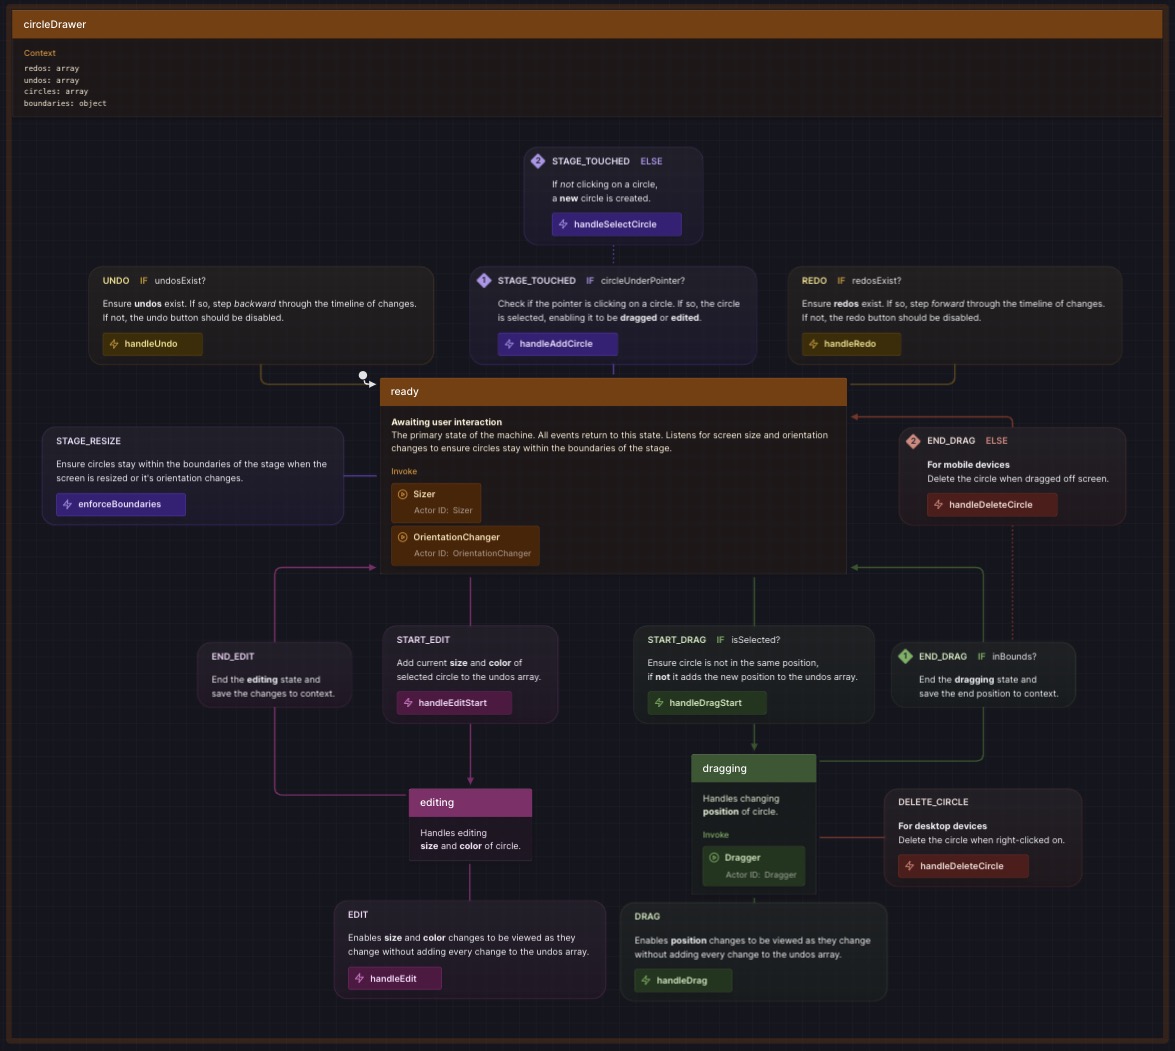 circleDrawer
Context
redos: array
undos: array
circles: array
boundaries: object
2 STAGE_TOUCHED ELSE
If not clicking on a circle,
a new circle is created.
handleSelectCircle
UNDO IF undosExist?
Ensure undos exist. If so, step backward through the timeline of changes.
If not, the undo button should be disabled.
handleUndo
1 STAGE_TOUCHED IF circleUnderPointer?
Check if the pointer is clicking on a circle. If so, the circle
is selected, enabling it to be dragged or edited.
handleAddCircle
REDO IF redosExist?
Ensure redos exist. If so, step forward through the timeline of changes.
If not, the redo button should be disabled.
handleRedo
ready
Awaiting user interaction
The primary state of the machine. All events return to this state. Listens for screen size and orientation
changes to ensure circles stay within the boundaries of the stage.
Invoke
Sizer
Actor ID: Sizer
OrientationChanger
Actor ID: OrientationChanger
STAGE_RESIZE
Ensure circles stay within the boundaries of the stage when the
screen is resized or it's orientation changes.
enforceBoundaries
2 END_DRAG ELSE
For mobile devices
Delete the circle when dragged off screen.
handleDeleteCircle
END_EDIT
End the editing state and
save the changes to context.
START_EDIT
Add current size and color of
selected circle to the undos array.
handleEditStart
START_DRAG IF isSelected?
Ensure circle is not in the same position,
if not it adds the new position to the undos array.
handleDragStart
1 END_DRAG IF inBounds?
End the dragging state and
save the end position to context.
editing
Handles editing
size and color of circle.
dragging
Handles changing
position of circle.
Invoke
Dragger
Actor ID: Dragger
DELETE_CIRCLE
For desktop devices
Delete the circle when right-clicked on.
handleDeleteCircle
EDIT
Enables size and color changes to be viewed as they
change without adding every change to the undos array.
handleEdit
DRAG
Enables position changes to be viewed as they change
without adding every change to the undos array.
handleDrag